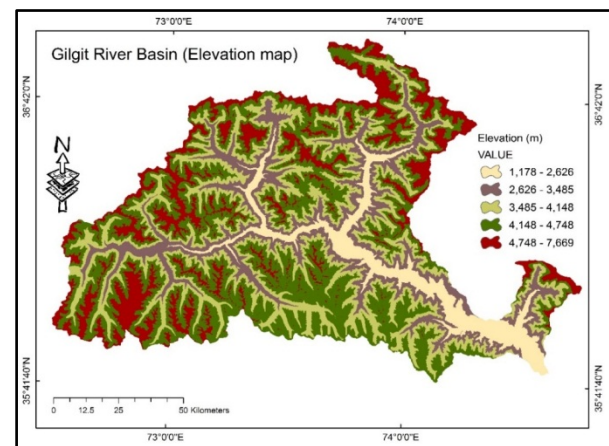 73°0'0"E
74°0'0"E
Gilgit River Basin (Elevation map)
36°42'0"N
36°42'0"N
N
Elevation (m)
VALUE
1,178 - 2,626
2,626 - 3,485
3,485 - 4,148
4,148 - 4,748
4,748 - 7,669
35°41'40"N
35°41'40"N
0 12.5 25 50 Kilometers
73°0'0"E
74°0'0"E